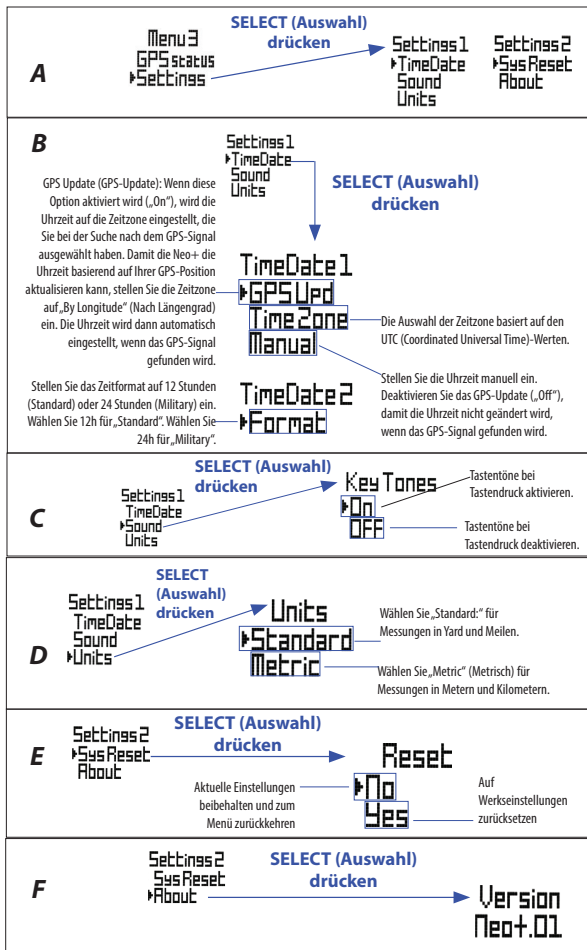 A
Menu3
GPS status
▸Settings
SELECT (Auswahl)
drücken
Settings1
▸TimeDate
Sound
Units
Settings2
▸Sys Reset
About
B
Settings1
▸TimeDate
Sound
Units
SELECT (Auswahl)
drücken
GPS Update (GPS-Update): Wenn diese
Option aktiviert wird („On“), wird die
Uhrzeit auf die Zeitzone eingestellt, die
Sie bei der Suche nach dem GPS-Signal
ausgewählt haben. Damit die Neo+ die
Uhrzeit basierend auf Ihrer GPS-Position
aktualisieren kann, stellen Sie die Zeitzone
auf „By Longitude“ (Nach Längengrad)
ein. Die Uhrzeit wird dann automatisch
eingestellt, wenn das GPS-Signal
gefunden wird.
TimeDate1
▸GPS Upd
Time Zone
Manual
Die Auswahl der Zeitzone basiert auf den
UTC (Coordinated Universal Time)-Werten.
Stellen Sie die Uhrzeit manuell ein.
Deaktivieren Sie das GPS-Update („Off“),
damit die Uhrzeit nicht geändert wird,
wenn das GPS-Signal gefunden wird.
Stellen Sie das Zeitformat auf 12 Stunden
(Standard) oder 24 Stunden (Military) ein.
Wählen Sie 12h für „Standard“. Wählen Sie
24h für „Military“.
TimeDate2
▸Format
C
Settings1
TimeDate
▸Sound
Units
SELECT (Auswahl)
drücken
Key Tones
▸On
OFF
Tastentöne bei
Tastendruck aktivieren.
Tastentöne bei
Tastendruck deaktivieren.
D
Settings1
TimeDate
Sound
▸Units
SELECT
(Auswahl)
drücken
Units
▸Standard
Metric
Wählen Sie „Standard:“ für
Messungen in Yard und Meilen.
Wählen Sie „Metric“ (Metrisch) für
Messungen in Metern und Kilometern.
E
Settings2
▸Sys Reset
About
SELECT (Auswahl)
drücken
Reset
▸No
Yes
Aktuelle Einstellungen
beibehalten und zum
Menü zurückkehren
Auf
Werkseinstellungen
zurücksetzen
F
Settings2
Sys Reset
▸About
SELECT (Auswahl)
drücken
Version
Neo+.01